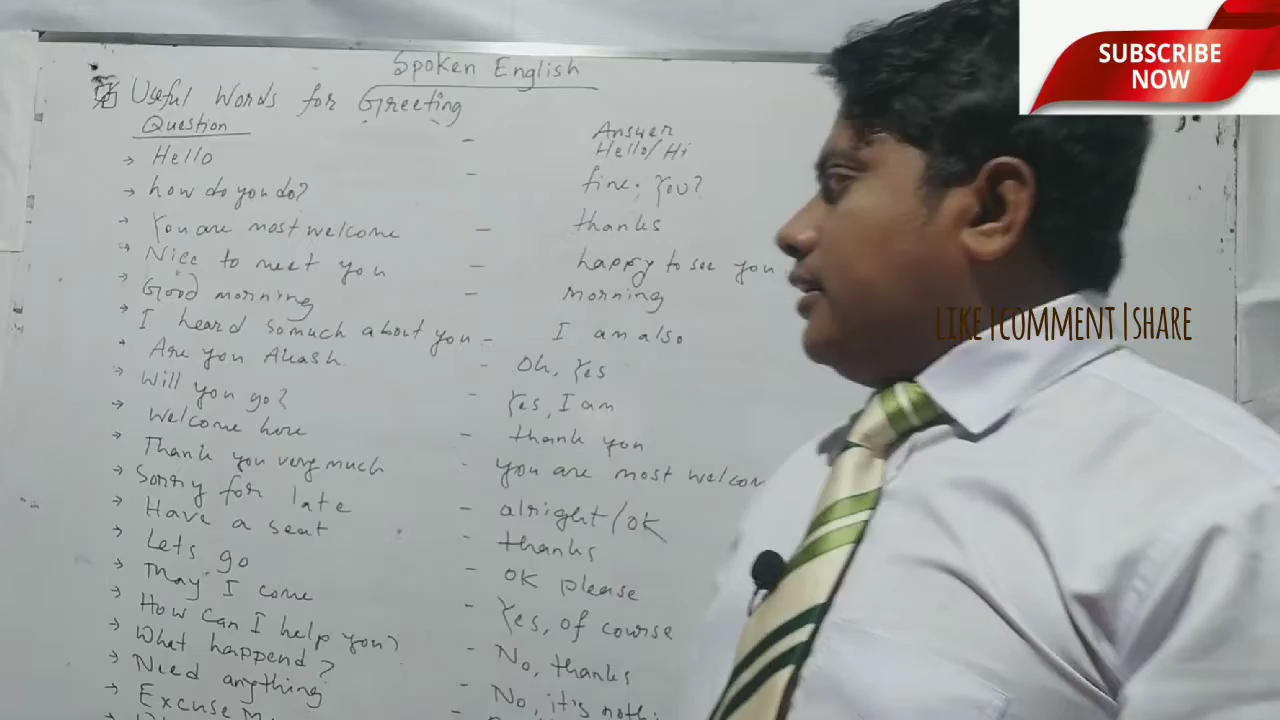 Spoken English
Useful Words for Greeting
Question - Answer
→ Hello - Hello/Hi
→ how do you do? fine, You?
→ You are most welcome - thanks
→ Nice to meet you - happy to see you
→ Good morning - Morning
→ I heard somuch about you - I am also
→ Are you Akash - Oh, Yes
→ Will you go? - Yes, I am
→ Welcome here - thank you
→ Thank you very much - you are most welcom
→ Sorry for late - alright/OK
→ Have a seat - thanks
→ Lets go - OK please
→ May I come - Yes, of course
→ How can I help you? - No, thanks
→ What happend? - No, it's
→ Need anything
→ Excuse
SUBSCRIBE
NOW
LIKE|COMMENT|SHARE